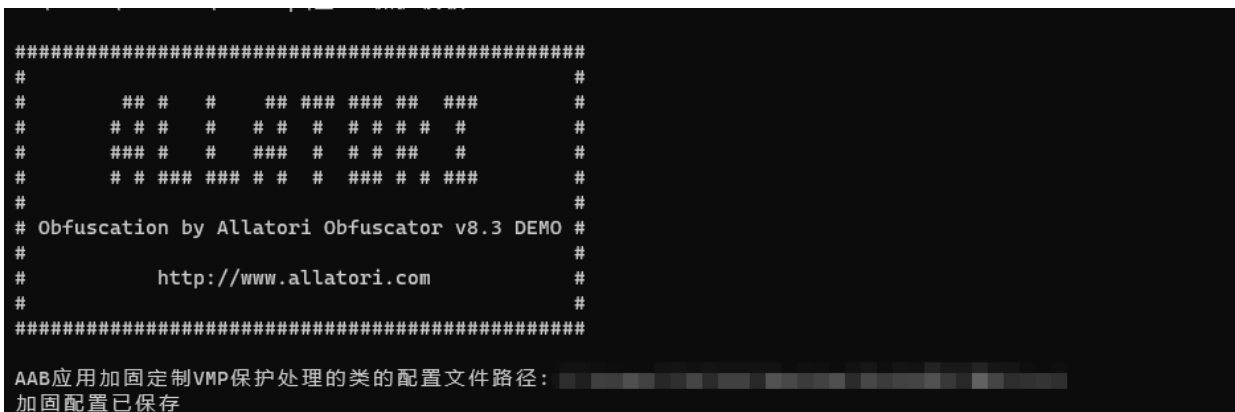 ################################################
#                                              #
#        ## #   #    ## ### ### ##  ###        #
#       # # #   #   # #  #  # # # #  #         #
#       ### #   #   ###  #  # # ##   #         #
#       # # ### ### # #  #  ### # # ###        #
#                                              #
# Obfuscation by Allatori Obfuscator v8.3 DEMO #
#                                              #
#           http://www.allatori.com            #
#                                              #
################################################
AAB应用加固定制VMP保护处理的类的配置文件路径:
加固配置已保存